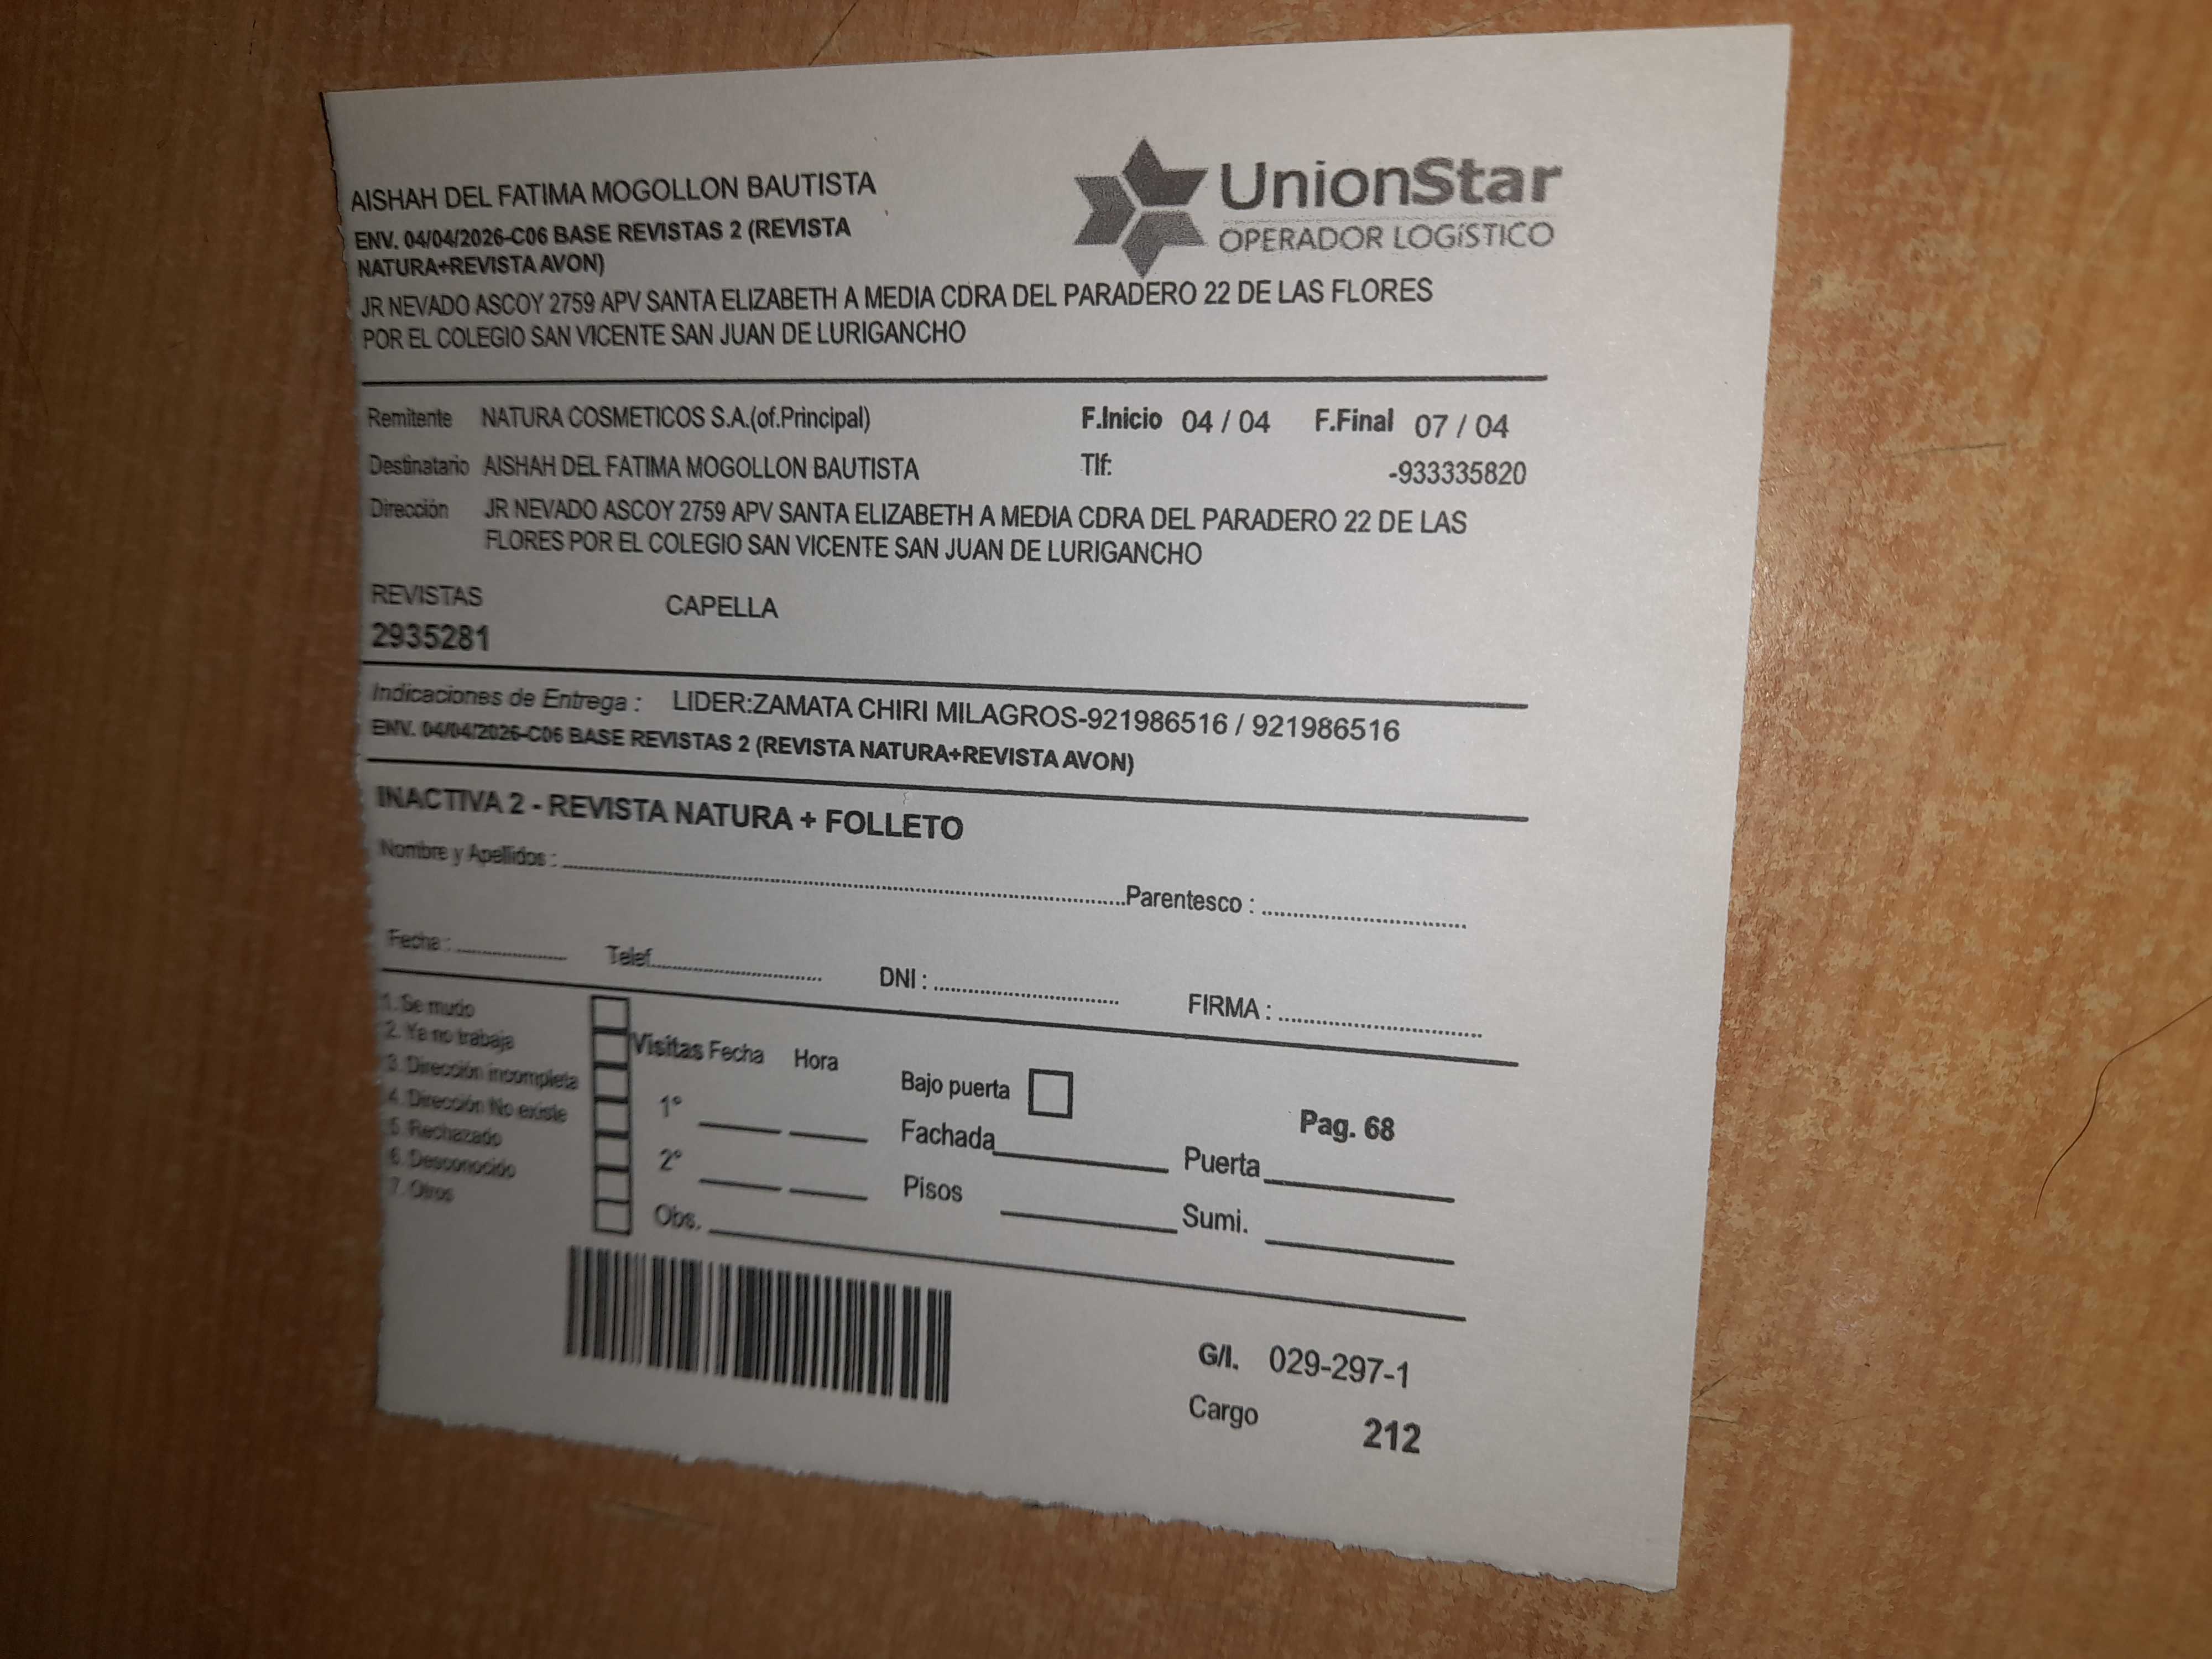 AISHAH DEL FATIMA MOGOLLON BAUTISTA
UnionStar
OPERADOR LOGíSTICO
ENV. 04/04/2026-C06 BASE REVISTAS 2 (REVISTA
NATURA+REVISTA AVON)
JR NEVADO ASCOY 2759 APV SANTA ELIZABETH A MEDIA CDRA DEL PARADERO 22 DE LAS FLORES
POR EL COLEGIO SAN VICENTE SAN JUAN DE LURIGANCHO
Remitente NATURA COSMETICOS S.A.(of.Principal) F.Inicio 04 / 04 F.Final 07 / 04
Destinatario AISHAH DEL FATIMA MOGOLLON BAUTISTA Tlf: -933335820
Dirección JR NEVADO ASCOY 2759 APV SANTA ELIZABETH A MEDIA CDRA DEL PARADERO 22 DE LAS
FLORES POR EL COLEGIO SAN VICENTE SAN JUAN DE LURIGANCHO
REVISTAS CAPELLA
2935281
Indicaciones de Entrega : LIDER:ZAMATA CHIRI MILAGROS-921986516 / 921986516
ENV. 04/04/2026-C06 BASE REVISTAS 2 (REVISTA NATURA+REVISTA AVON)
INACTIVA 2 - REVISTA NATURA + FOLLETO
Nombre y Apellidos : Parentesco :
Fecha : Telef. DNI : FIRMA :
1. Se mudo
2. Ya no trabaja
3. Dirección incompleta
4. Dirección No existe
5. Rechazado
6. Desconocido
7. Otros
Visitas Fecha Hora
1°
2°
Obs.
Bajo puerta
Pag. 68
Fachada Puerta
Pisos Sumi.
G/I. 029-297-1
Cargo 212